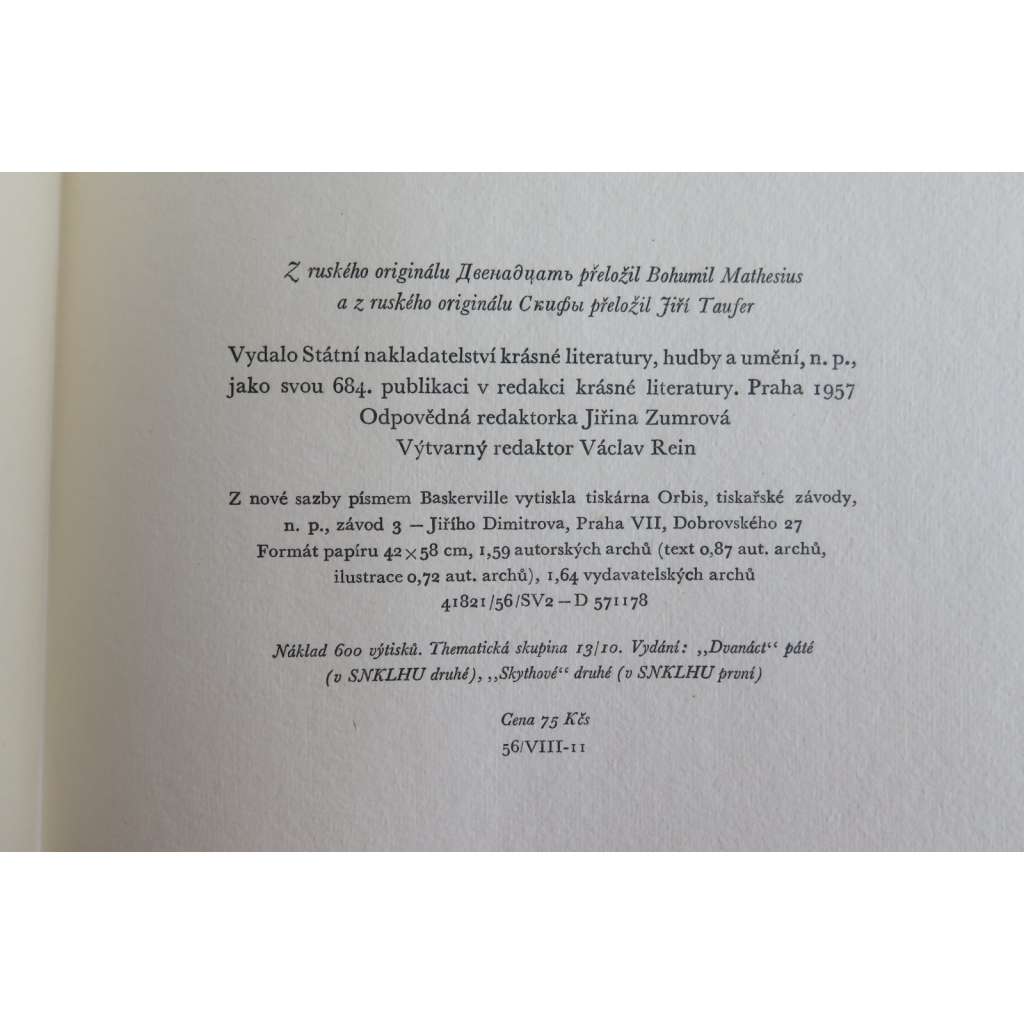 Z ruského originálu Двенадцать přeložil Bohumil Mathesius
a z ruského originálu Скифы přeložil Jiří Taufer
Vydalo Státní nakladatelství krásné literatury, hudby a umění, n. p.,
jako svou 684. publikaci v redakci krásné literatury. Praha 1957
Odpovědná redaktorka Jiřina Zumrová
Výtvarný redaktor Václav Rein
Z nové sazby písmem Baskerville vytiskla tiskárna Orbis, tiskařské závody,
n. p., závod 3 – Jiřího Dimitrova, Praha VII, Dobrovského 27
Formát papíru 42×58 cm, 1,59 autorských archů (text 0,87 aut. archů,
ilustrace 0,72 aut. archů), 1,64 vydavatelských archů
41821/56/SV2 – D 571178
Náklad 600 výtisků. Thematická skupina 13/10. Vydání: ,,Dvanáct“ páté
(v SNKLHU druhé), ,,Skythové“ druhé (v SNKLHU první)
Cena 75 Kčs
56/VIII-11